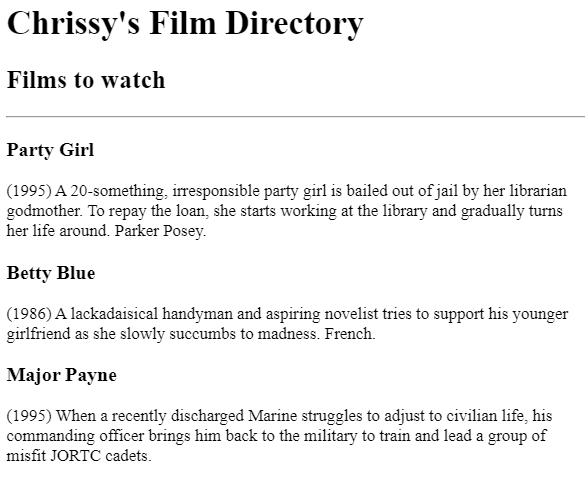 Chrissy's Film Directory
Films to watch
Party Girl
(1995) A 20-something, irresponsible party girl is bailed out of jail by her librarian
godmother. To repay the loan, she starts working at the library and gradually turns
her life around. Parker Posey.
Betty Blue
(1986) A lackadaisical handyman and aspiring novelist tries to support his younger
girlfriend as she slowly succumbs to madness. French.
Major Payne
(1995) When a recently discharged Marine struggles to adjust to civilian life, his
commanding officer brings him back to the military to train and lead a group of
misfit JORTC cadets.